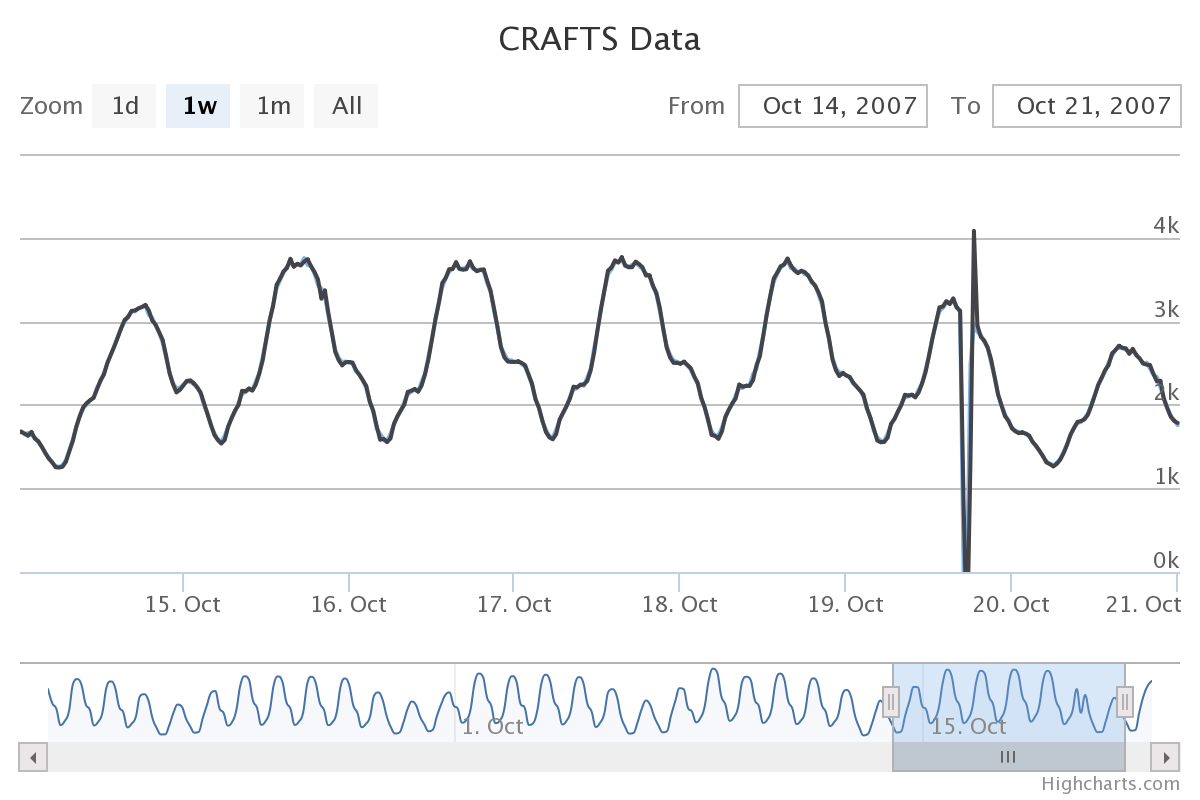 CRAFTS Data
Zoom 1d 1w 1m All From Oct 14, 2007 To Oct 21, 2007
4k
3k
2k
1k
0k
15. Oct 16. Oct 17. Oct 18. Oct 19. Oct 20. Oct 21. Oct
1. Oct 15. Oct
Highcharts.com